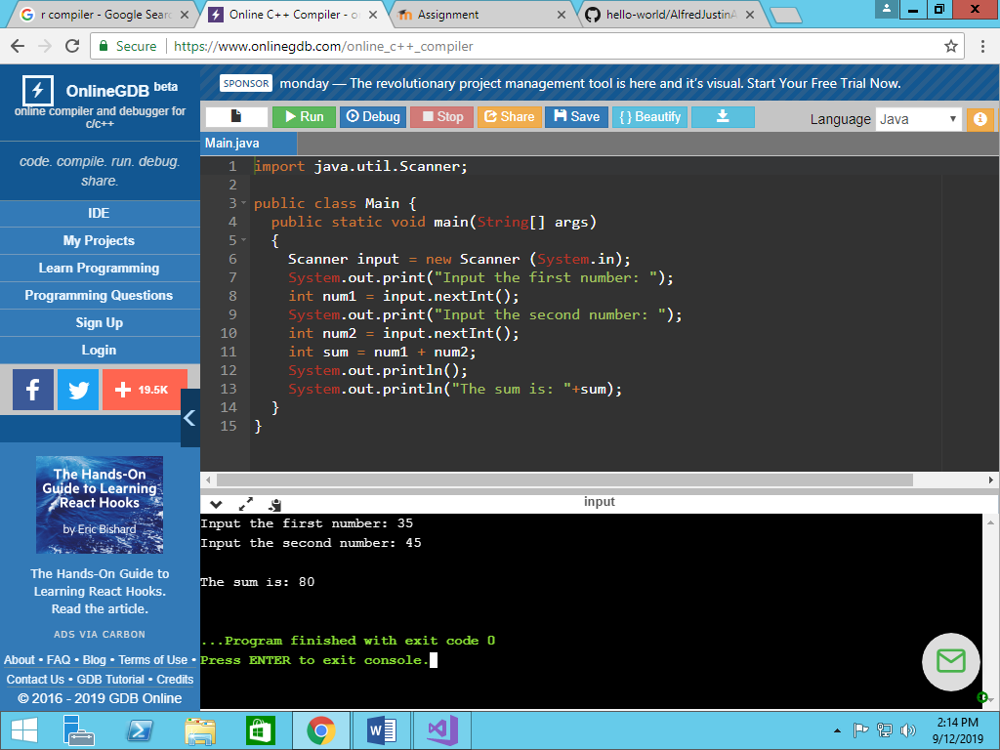 r compiler - Google Searc
Online C++ Compiler - o
Assignment
hello-world/AlfredJustinA
Secure
https://www.onlinegdb.com/online_c++_compiler
OnlineGDB beta
online compiler and debugger for
c/c++
code. compile. run. debug.
share.
IDE
My Projects
Learn Programming
Programming Questions
Sign Up
Login
19.5K
The Hands-On
Guide to Learning
React Hooks
by Eric Bishard
The Hands-On Guide to
Learning React Hooks.
Read the article.
ADS VIA CARBON
About • FAQ • Blog • Terms of Use •
Contact Us • GDB Tutorial • Credits
© 2016 - 2019 GDB Online
SPONSOR monday — The revolutionary project management tool is here and it's visual. Start Your Free Trial Now.
Run Debug Stop Share Save { } Beautify Language Java
Main.java
1 import java.util.Scanner;
2
3 public class Main {
4 public static void main(String[] args)
5 {
6 Scanner input = new Scanner (System.in);
7 System.out.print("Input the first number: ");
8 int num1 = input.nextInt();
9 System.out.print("Input the second number: ");
10 int num2 = input.nextInt();
11 int sum = num1 + num2;
12 System.out.println();
13 System.out.println("The sum is: "+sum);
14 }
15 }
input
Input the first number: 35
Input the second number: 45
The sum is: 80
...Program finished with exit code 0
Press ENTER to exit console.
2:14 PM
9/12/2019